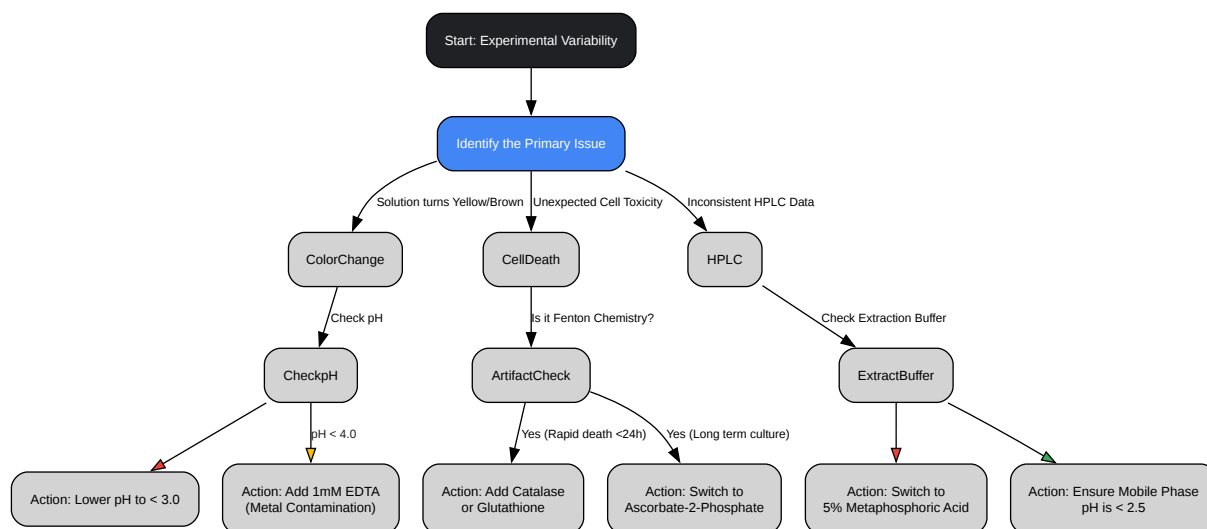 Start: Experimental Variability
Identify the Primary Issue
Solution turns Yellow/Brown
Unexpected Cell Toxicity
Inconsistent HPLC Data
ColorChange
CellDeath
HPLC
Check pH
Is it Fenton Chemistry?
Check Extraction Buffer
CheckpH
ArtifactCheck
ExtractBuffer
pH < 4.0
Yes (Rapid death <24h)
Yes (Long term culture)
Action: Lower pH to < 3.0
Action: Add 1mM EDTA
(Metal Contamination)
Action: Add Catalase
or Glutathione
Action: Switch to
Ascorbate-2-Phosphate
Action: Switch to
5% Metaphosphoric Acid
Action: Ensure Mobile Phase
pH is < 2.5